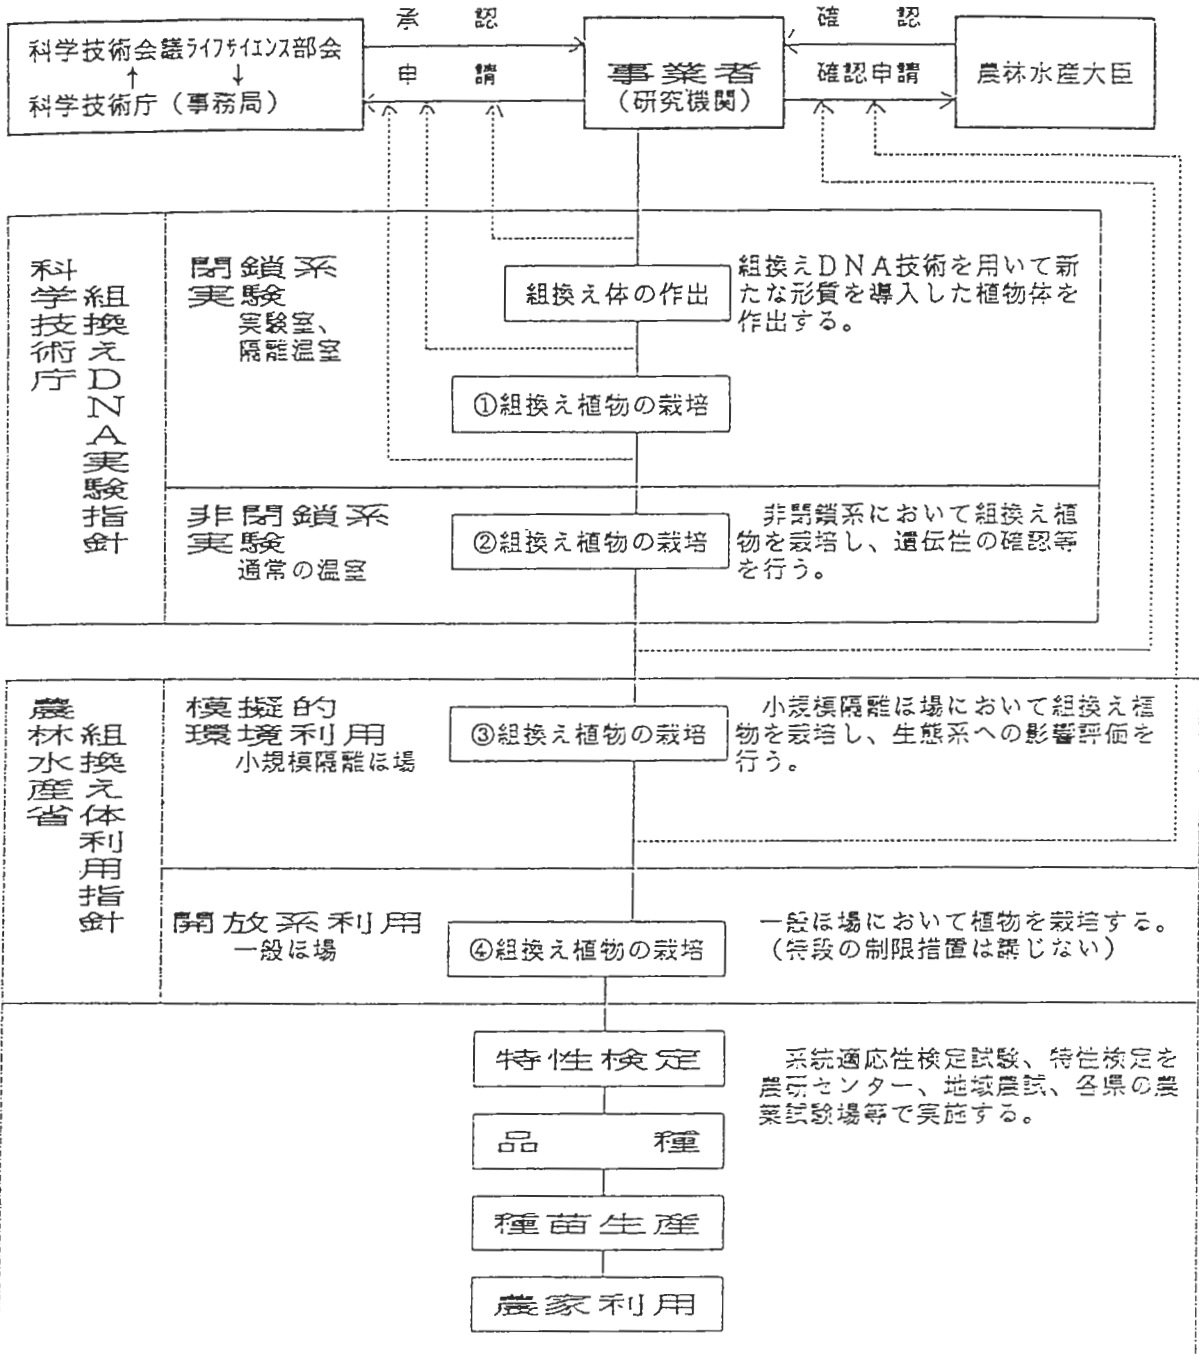 承　認
確　認
科学技術会議ライフサイエンス部会
↑　↓
科学技術庁（事務局）
申　請
事業者
（研究機関）
確認申請
農林水産大臣
科学技術庁
組換えDNA実験指針
閉鎖系
実験
実験室、
隔離温室
組換え体の作出
組換えDNA技術を用いて新
たな形質を導入した植物体を
作出する。
①組換え植物の栽培
非閉鎖系
実験
通常の温室
②組換え植物の栽培
非閉鎖系において組換え植
物を栽培し、遺伝性の確認等
を行う。
農林水産省
組換え体利用指針
模擬的
環境利用
小規模隔離ほ場
③組換え植物の栽培
小規模隔離ほ場において組換え植
物を栽培し、生態系への影響評価を
行う。
開放系利用
一般ほ場
④組換え植物の栽培
一般ほ場において植物を栽培する。
（特段の制限措置は講じない）
特性検定
系統適応性検定試験、特性検定を
農研センター、地域農試、各県の農
業試験場等で実施する。
品　種
種苗生産
農家利用